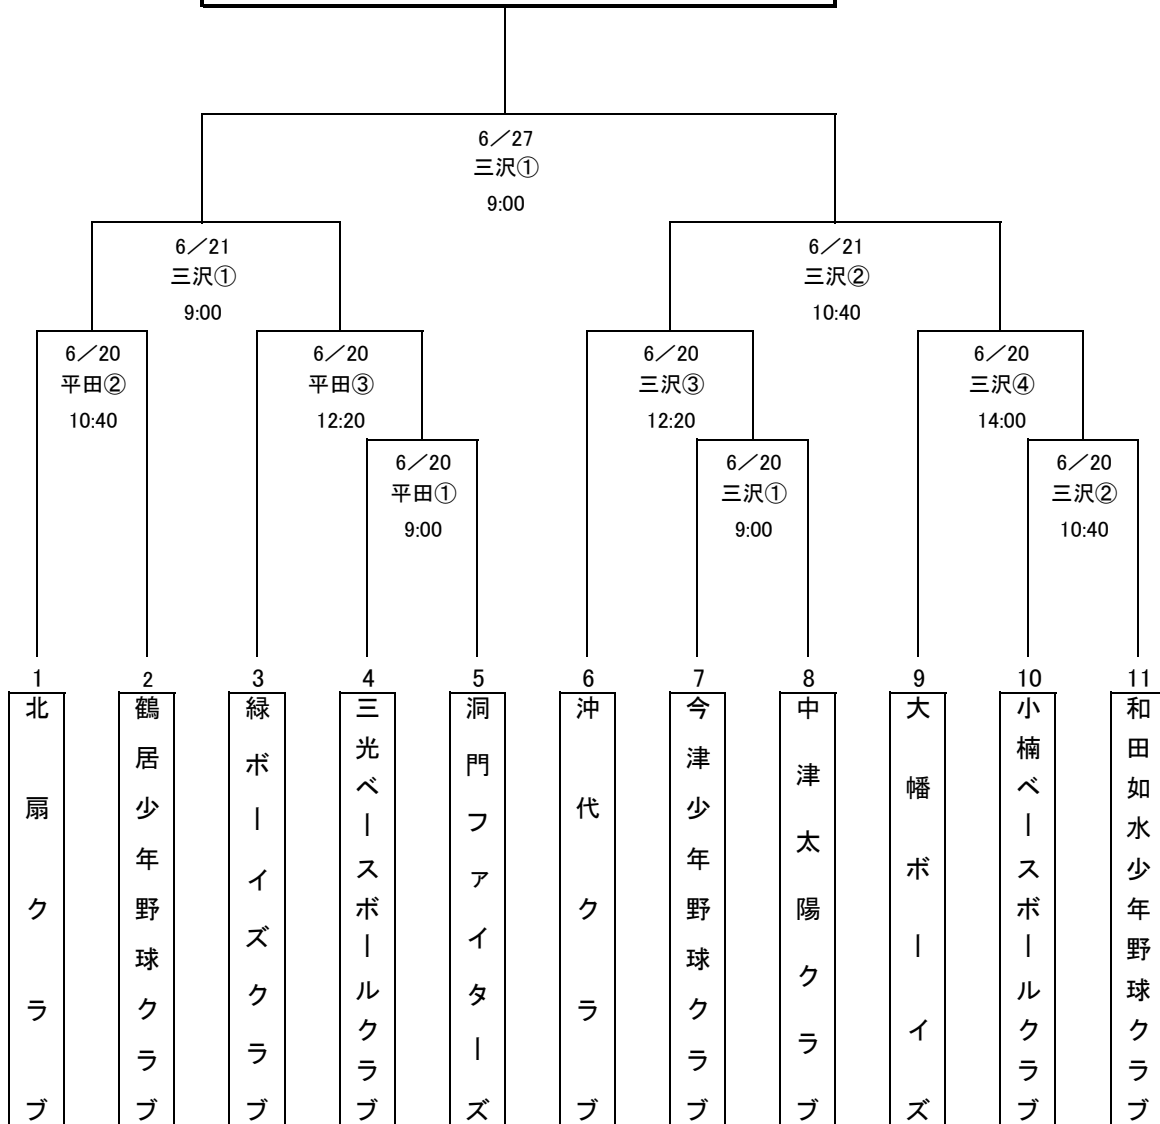 6／27
三沢①
9:00
6／21
三沢①
9:00
6／21
三沢②
10:40
6／20
平田②
10:40
6／20
平田③
12:20
6／20
三沢③
12:20
6／20
三沢④
14:00
6／20
平田①
9:00
6／20
三沢①
9:00
6／20
三沢②
10:40
1
2
3
4
5
6
7
8
9
10
11
北扇クラブ
鶴居少年野球クラブ
緑ボーイズクラブ
三光ベースボールクラブ
洞門ファイターズ
沖代クラブ
今津少年野球クラブ
中津太陽クラブ
大幡ボーイズ
小楠ベースボールクラブ
和田如水少年野球クラブ